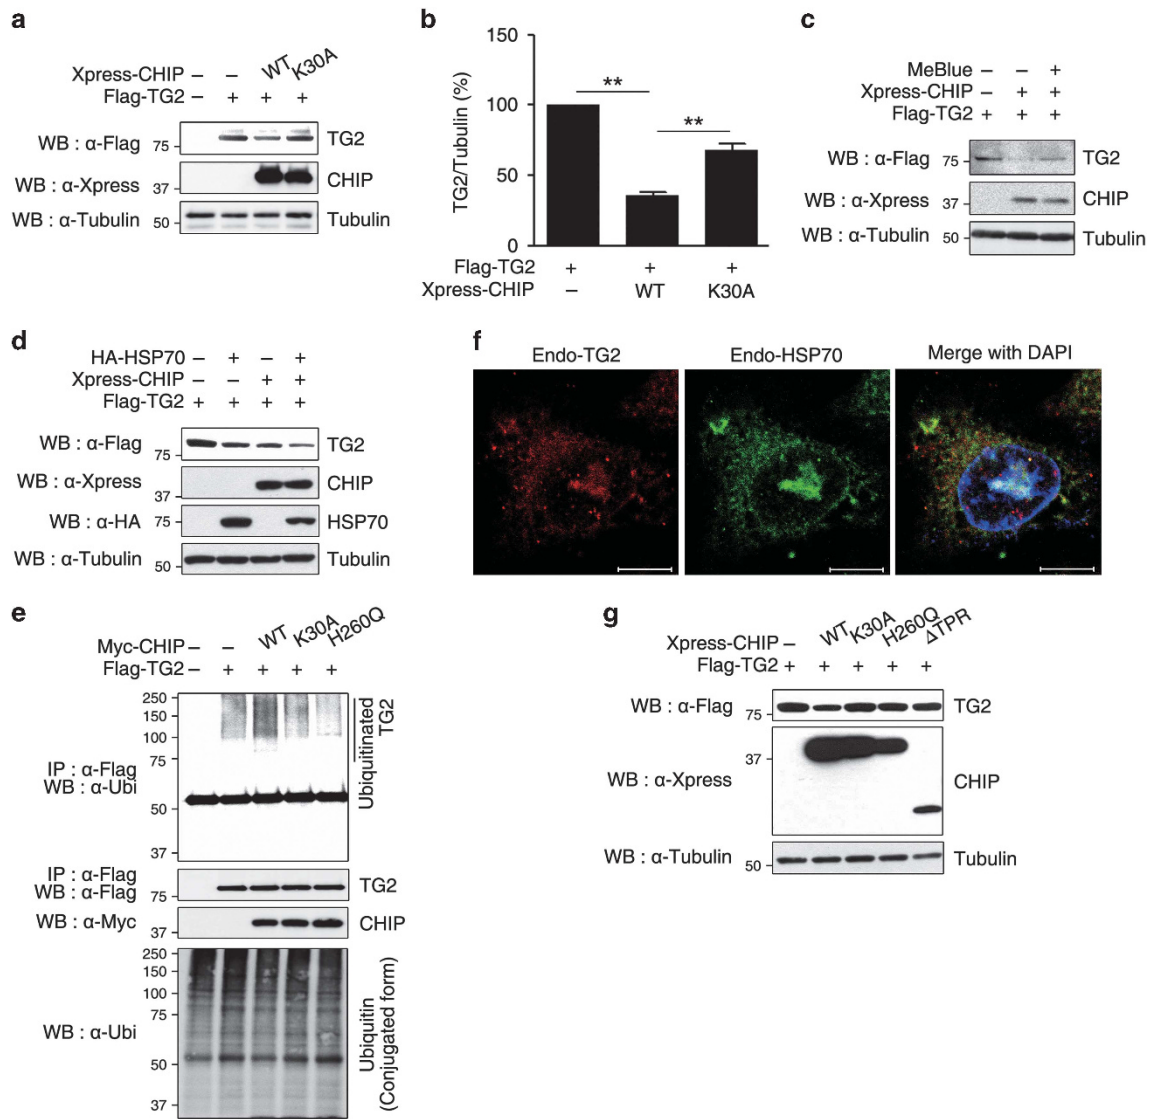 a
Xpress-CHIP – – WT K30A
Flag-TG2 – + + +
WB : α-Flag 75 TG2
WB : α-Xpress 37 CHIP
WB : α-Tubulin 50 Tubulin
b
150
100
50
0
TG2/Tubulin (%)
** **
Flag-TG2 + + +
Xpress-CHIP – WT K30A
c
MeBlue – – +
Xpress-CHIP – + +
Flag-TG2 + + +
WB : α-Flag 75 TG2
WB : α-Xpress 37 CHIP
WB : α-Tubulin 50 Tubulin
d
HA-HSP70 – + – +
Xpress-CHIP – – + +
Flag-TG2 + + + +
WB : α-Flag 75 TG2
WB : α-Xpress 37 CHIP
WB : α-HA 75 HSP70
WB : α-Tubulin 50 Tubulin
f
Endo-TG2 Endo-HSP70 Merge with DAPI
e
Myc-CHIP – – WT K30A H260Q
Flag-TG2 – + + + +
250
150
100
75
50
37
IP : α-Flag
WB : α-Ubi
Ubiquitinated
TG2
IP : α-Flag
WB : α-Flag 75 TG2
WB : α-Myc 37 CHIP
250
150
100
75
50
37
WB : α-Ubi
Ubiquitin
(Conjugated form)
g
Xpress-CHIP – WT K30A H260Q ΔTPR
Flag-TG2 + + + + +
WB : α-Flag 75 TG2
37
WB : α-Xpress CHIP
WB : α-Tubulin 50 Tubulin